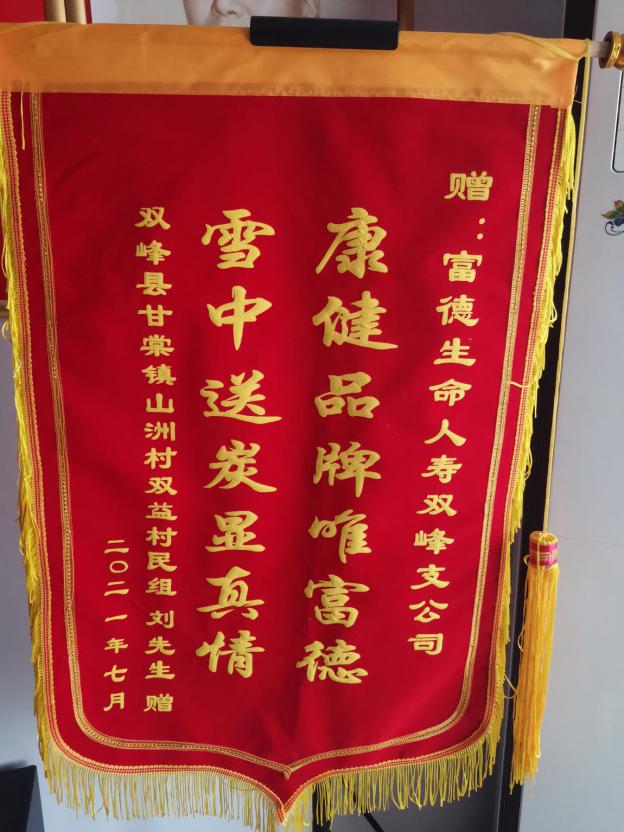 赠：富德生命人寿双峰支公司
康健品牌唯富德
雪中送炭显真情
双峰县甘棠镇山洲村双益村民组 刘先生 赠
二〇二一年七月